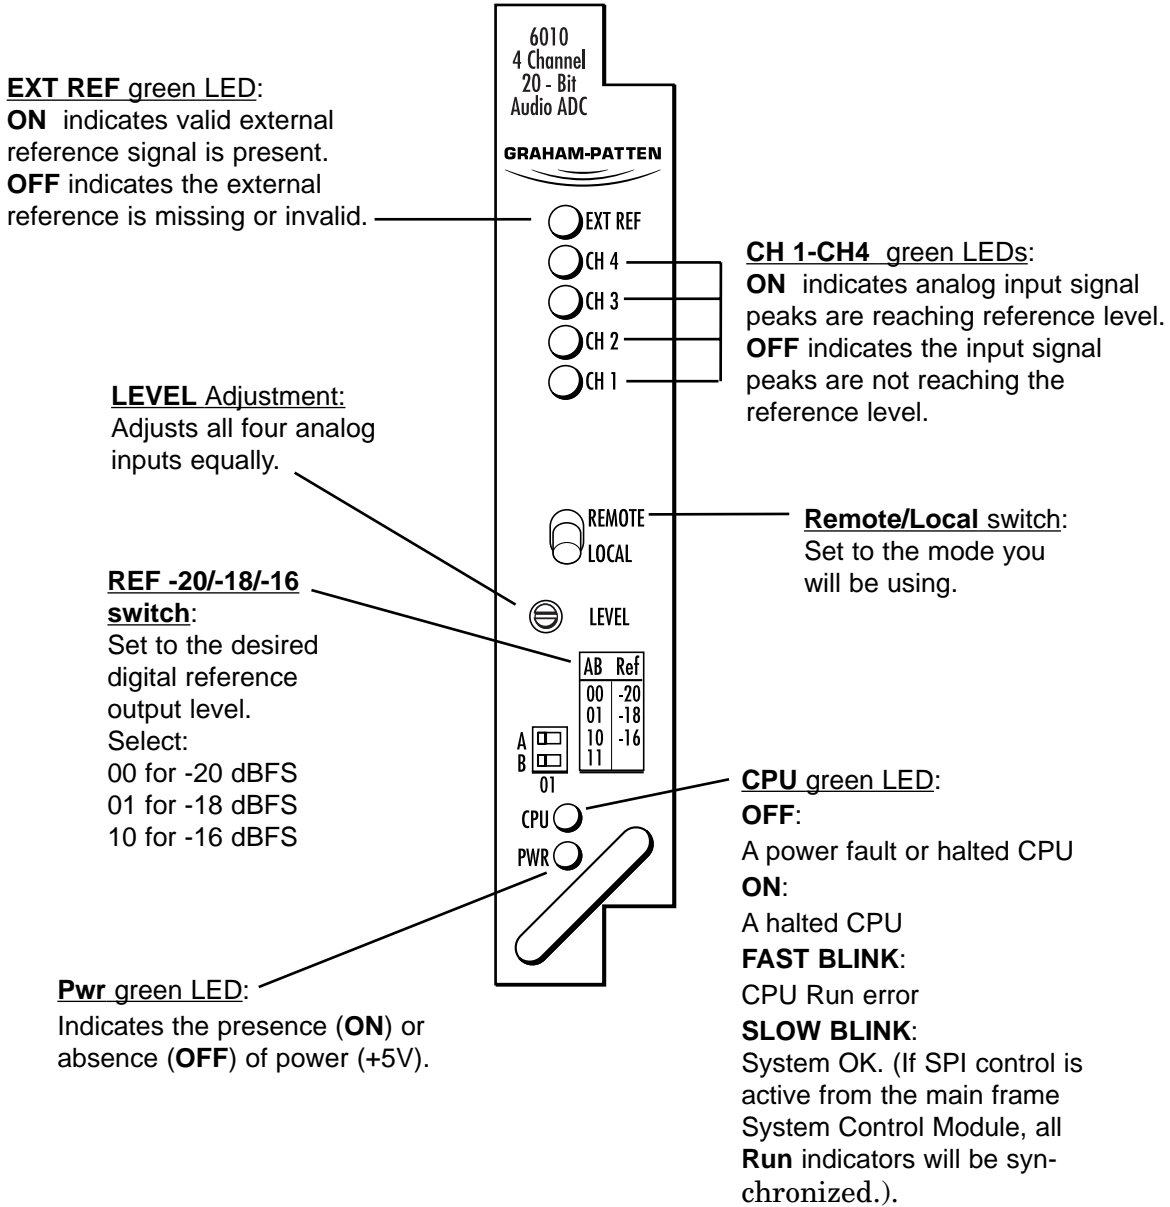 6010
4 Channel
20 - Bit
Audio ADC
GRAHAM-PATTEN
EXT REF green LED:
ON indicates valid external
reference signal is present.
OFF indicates the external
reference is missing or invalid.
EXT REF
CH 4
CH 3
CH 2
CH 1
CH 1-CH4 green LEDs:
ON indicates analog input signal
peaks are reaching reference level.
OFF indicates the input signal
peaks are not reaching the
reference level.
LEVEL Adjustment:
Adjusts all four analog
inputs equally.
REMOTE
LOCAL
Remote/Local switch:
Set to the mode you
will be using.
REF -20/-18/-16
switch:
Set to the desired
digital reference
output level.
Select:
00 for -20 dBFS
01 for -18 dBFS
10 for -16 dBFS
LEVEL
AB Ref
00 -20
01 -18
10 -16
11
A
B
01
CPU
PWR
CPU green LED:
OFF:
A power fault or halted CPU
ON:
A halted CPU
FAST BLINK:
CPU Run error
SLOW BLINK:
System OK. (If SPI control is
active from the main frame
System Control Module, all
Run indicators will be syn-
chronized.).
Pwr green LED:
Indicates the presence (ON) or
absence (OFF) of power (+5V).